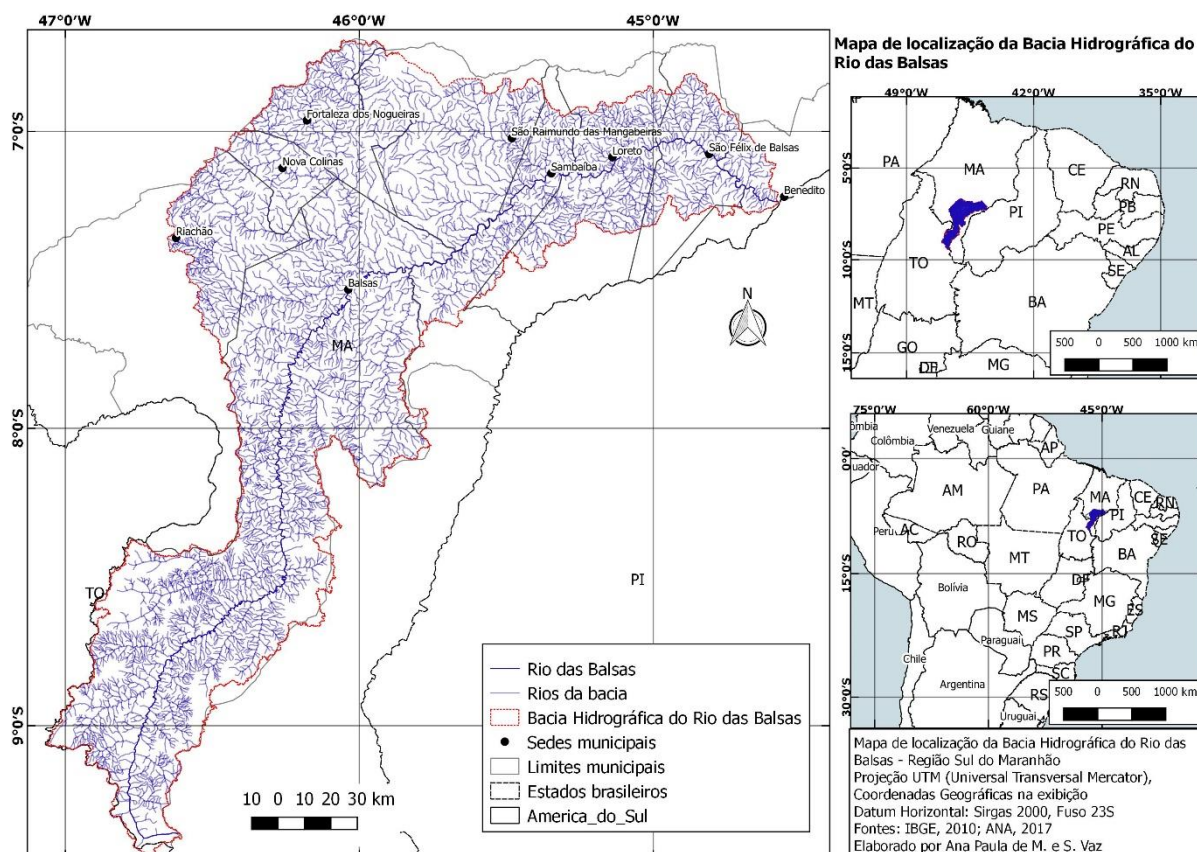 47°0'W 46°0'W 45°0'W
7°0'S
8°0'S
9°0'S
Fortaleza dos Nogueiras
São Raimundo das Mangabeiras
Nova Colinas
Sambaíba
Loreto
São Félix de Balsas
Benedito
Riachão
Balsas
MA
N
TO
PI
Rio das Balsas
Rios da bacia
Bacia Hidrográfica do Rio das Balsas
Sedes municipais
Limites municipais
Estados brasileiros
America_do_Sul
10 0 10 20 30 km
Mapa de localização da Bacia Hidrográfica do
Rio das Balsas
49°0'S 42°0'S 35°0'S
5°0'S
10°0'S
15°0'S
PA
MA
CE
RN
PB
PI
PE
AL
SE
TO
BA
MT
GO
DF
MG
500 0 500 1000 km
75°0'W 60°0'W 45°0'W
0°0'S
15°0'S
30°0'S
ômbia
Venezuela
Guiane
Colômbia
uador
AP
AM
PA
MA
CE
RN
PI
Peru
AC
RO
TO
SE
MT
BA
Bolívia
DF
MG
ES
MS
SP
RJ
Paraguai
PR
Chile
SC
Argentina
RS
Uruguai
500 0 500 1000 km
Mapa de localização da Bacia Hidrográfica do Rio das
Balsas - Região Sul do Maranhão
Projeção UTM (Universal Transversal Mercator),
Coordenadas Geográficas na exibição
Datum Horizontal: Sirgas 2000, Fuso 23S
Fontes: IBGE, 2010; ANA, 2017
Elaborado por Ana Paula de M. e S. Vaz